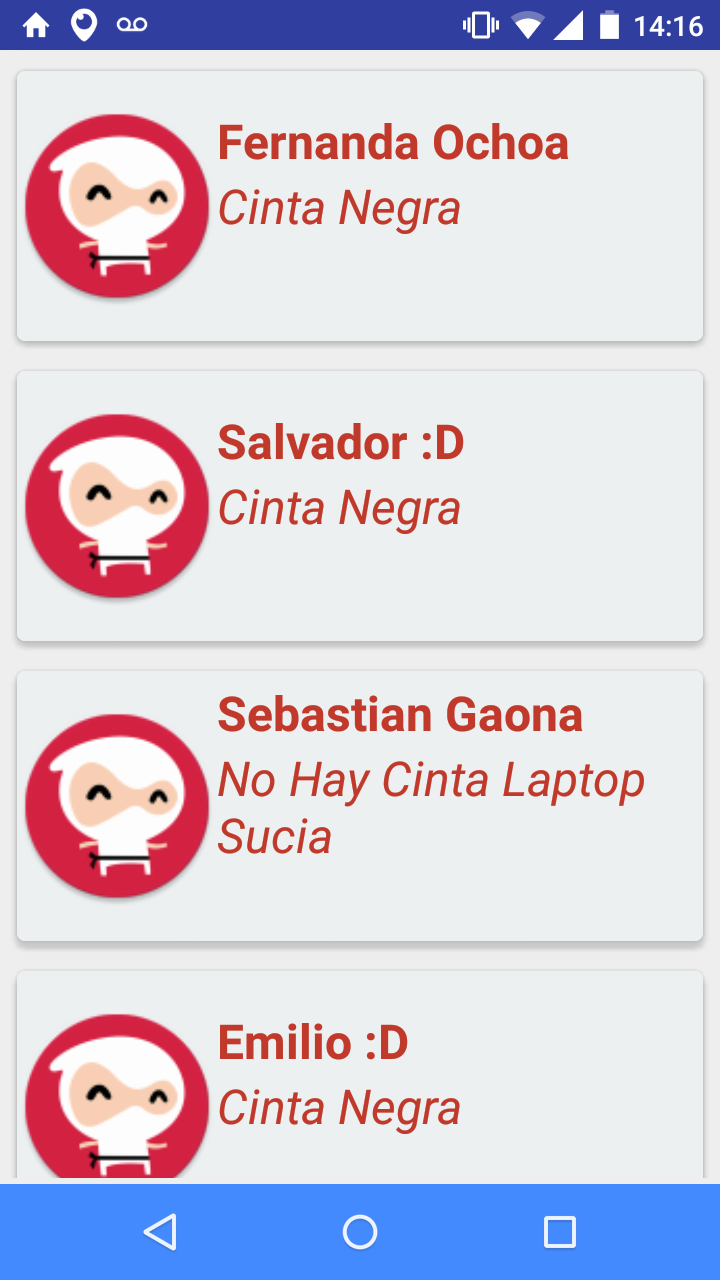 14:16
Fernanda Ochoa
Cinta Negra
Salvador :D
Cinta Negra
Sebastian Gaona
No Hay Cinta Laptop
Sucia
Emilio :D
Cinta Negra